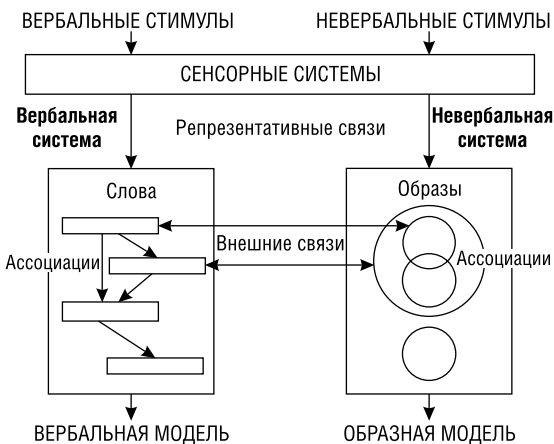 ВЕРБАЛЬНЫЕ СТИМУЛЫ
НЕВЕРБАЛЬНЫЕ СТИМУЛЫ
СЕНСОРНЫЕ СИСТЕМЫ
Вербальная
система
Репрезентативные связи
Невербальная
система
Слова
Образы
Внешние связи
Ассоциации
Ассоциации
ВЕРБАЛЬНАЯ МОДЕЛЬ
ОБРАЗНАЯ МОДЕЛЬ